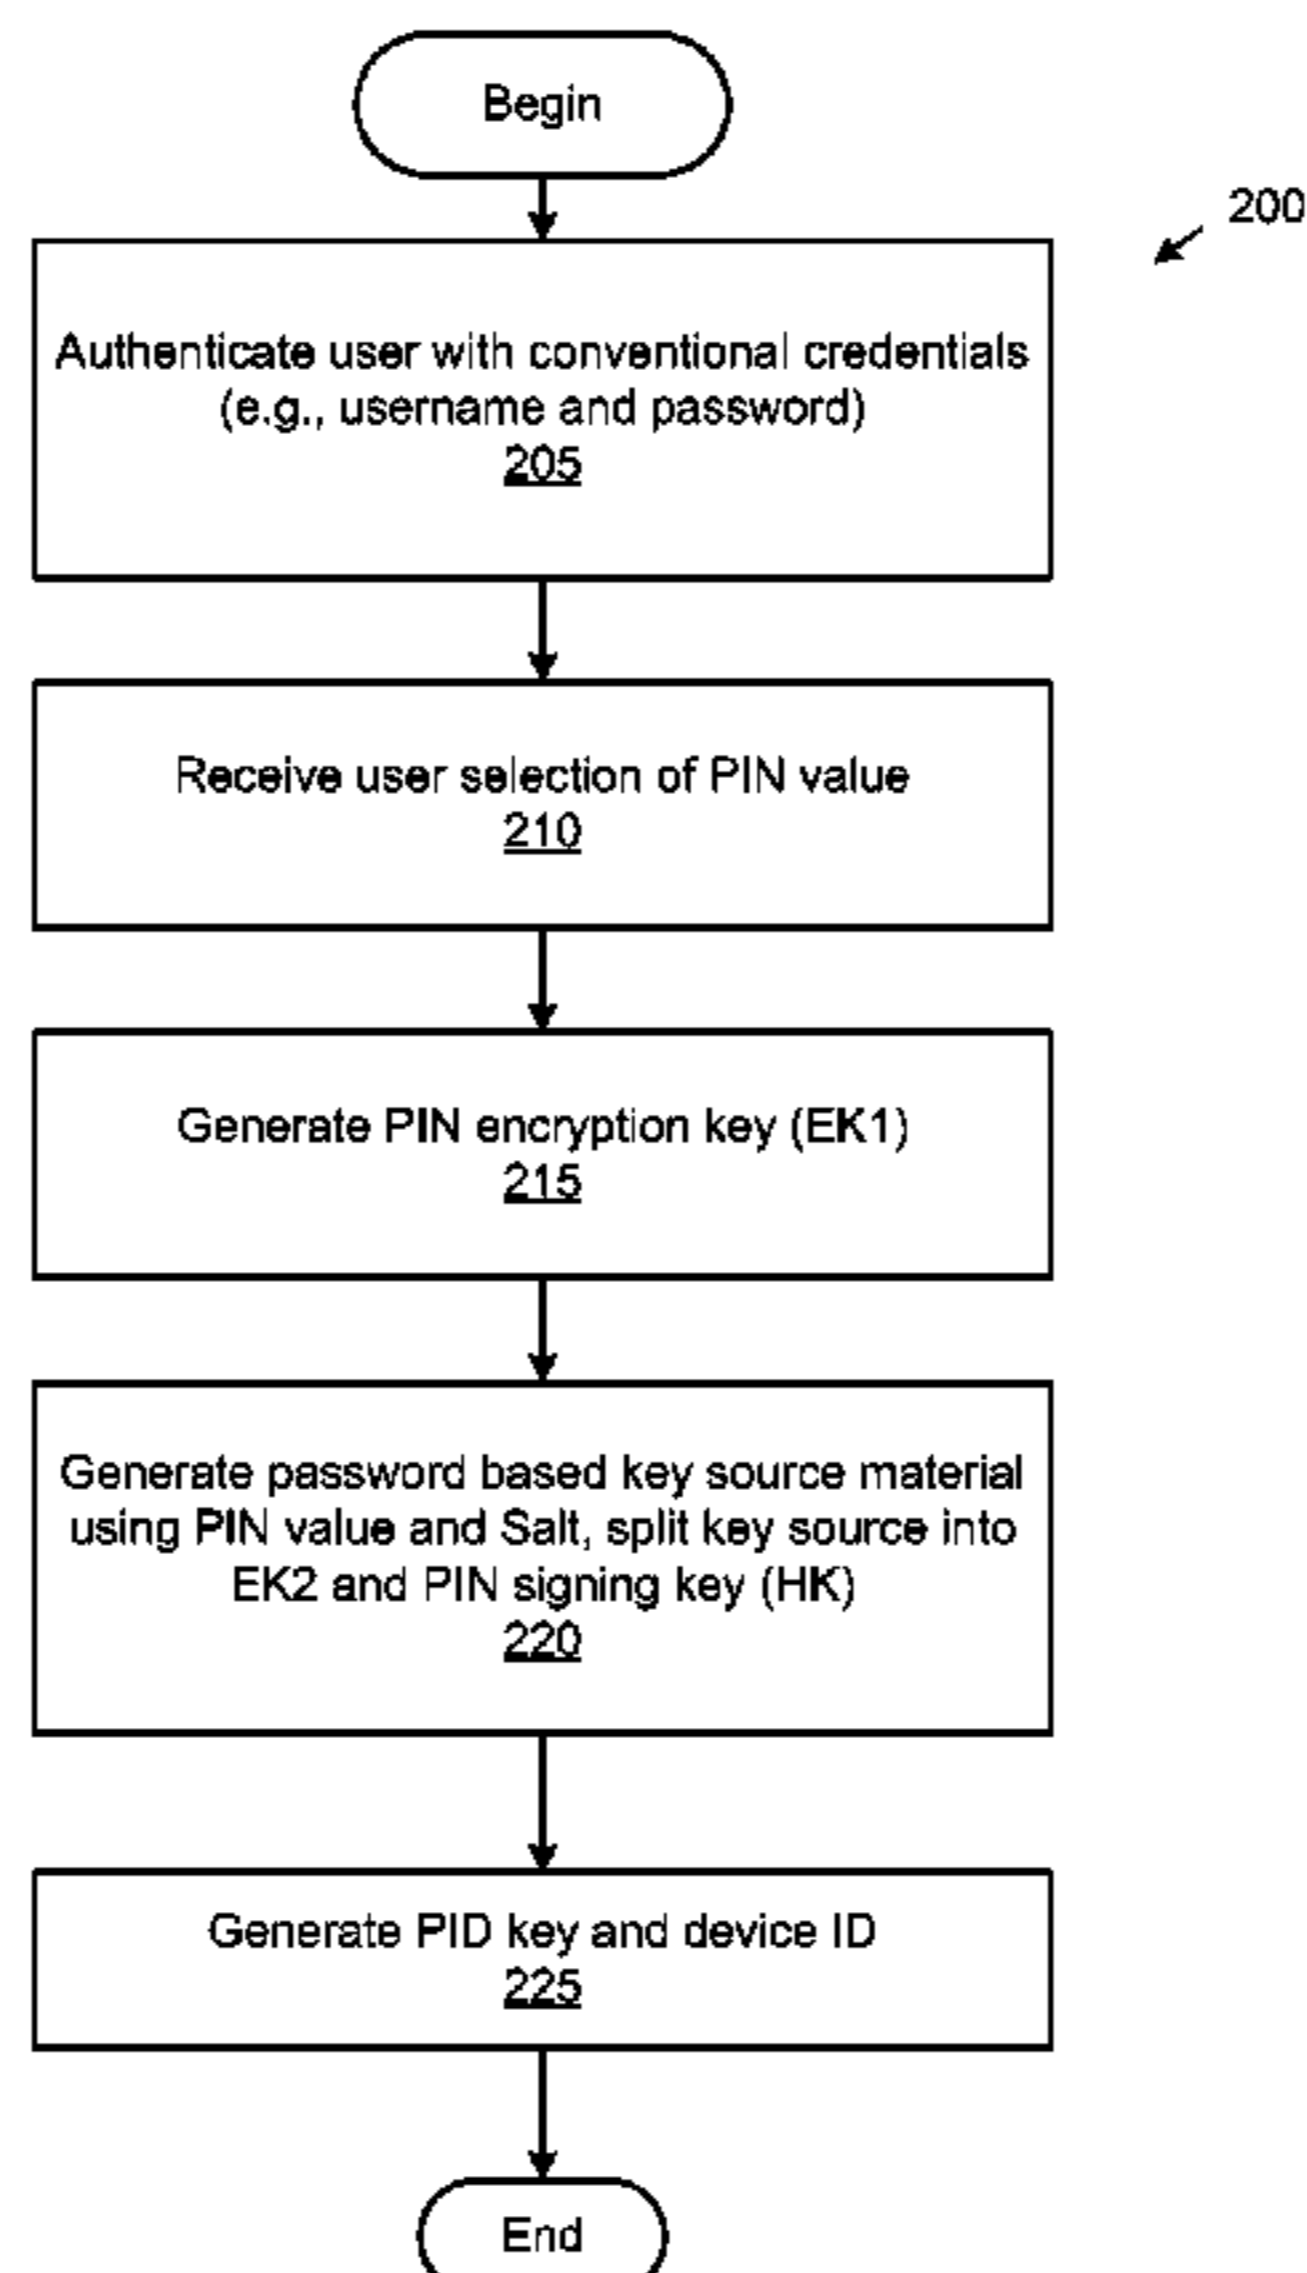 Begin
200
Authenticate user with conventional credentials
(e.g., username and password)
205
Receive user selection of PIN value
210
Generate PIN encryption key (EK1)
215
Generate password based key source material
using PIN value and Salt, split key source into
EK2 and PIN signing key (HK)
220
Generate PID key and device ID
225
End